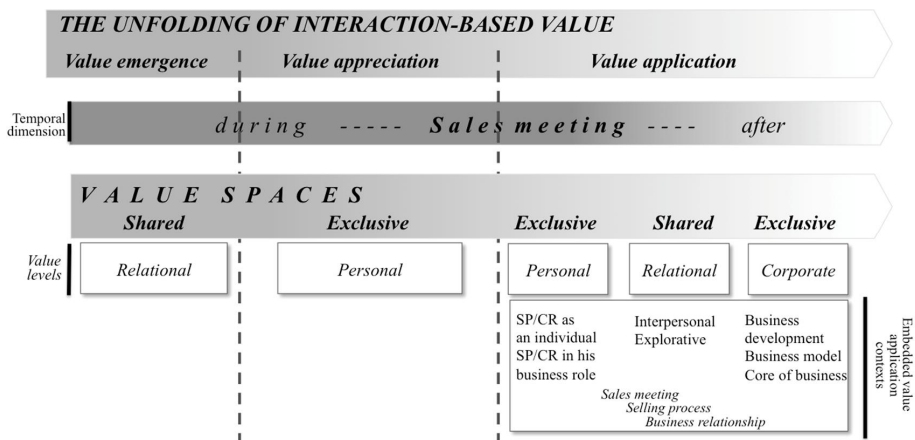 THE UNFOLDING OF INTERACTION-BASED VALUE
Value emergence Value appreciation Value application
Temporal
dimension
during ----- Sales meeting ---- after
VALUE SPACES
Shared Exclusive Exclusive Shared Exclusive
Value
levels
Relational Personal Personal Relational Corporate
SP/CR as
an individual
SP/CR in his
business role
Interpersonal
Explorative
Business
development
Business model
Core of business
Sales meeting
Selling process
Business relationship
Embedded value
application
contexts